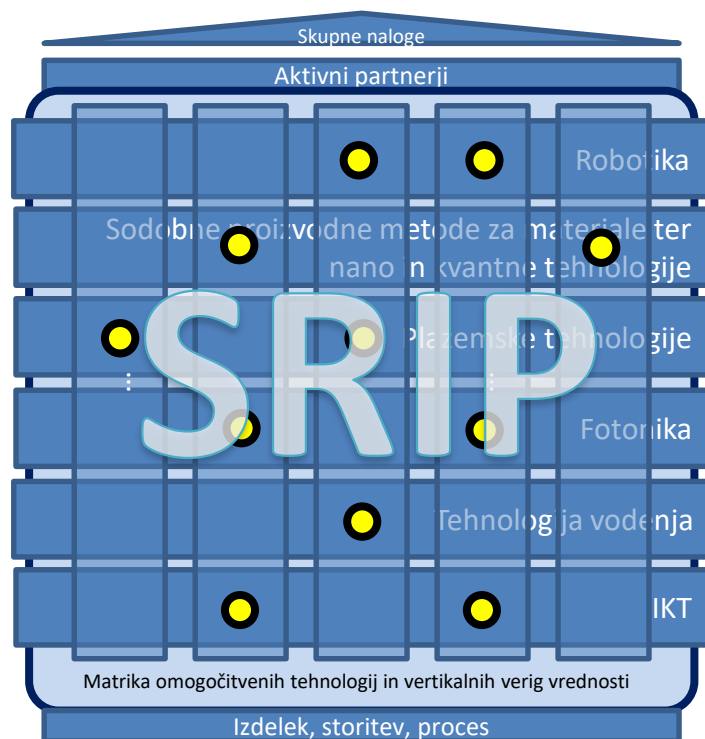 Skupne naloge
Aktivni partnerji
Robotika
Sodobne proizvodne metode za materiale ter
nano in kvantne tehnologije
Plazemske tehnologije
SRIP
...
...
Fotonika
Tehnologija vodenja
IKT
Matrika omogočitvenih tehnologij in vertikalnih verig vrednosti
Izdelek, storitev, proces